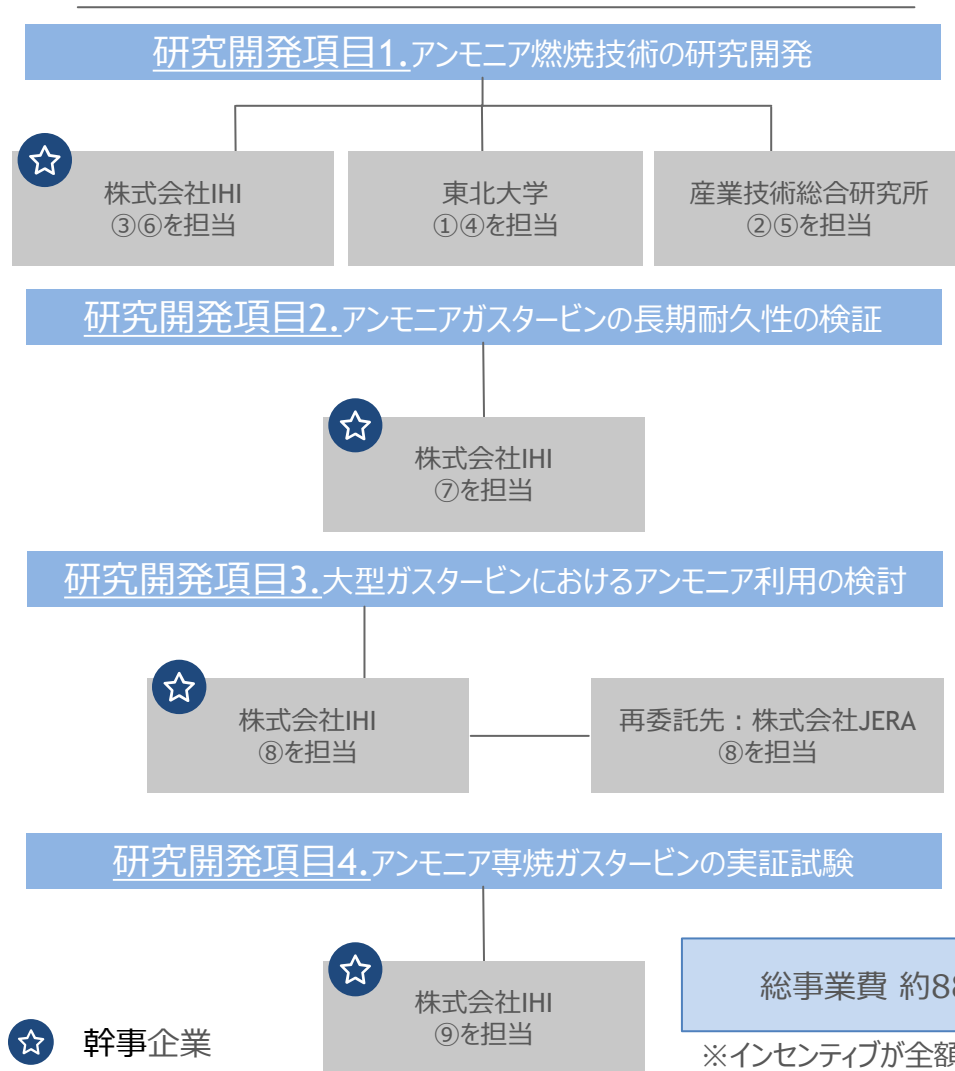 研究開発項目1.アンモニア燃焼技術の研究開発
株式会社IHI
③⑥を担当
東北大学
①④を担当
産業技術総合研究所
②⑤を担当
研究開発項目2.アンモニアガスタービンの長期耐久性の検証
株式会社IHI
⑦を担当
研究開発項目3.大型ガスタービンにおけるアンモニア利用の検討
株式会社IHI
⑧を担当
再委託先：株式会社JERA
⑧を担当
研究開発項目4.アンモニア専焼ガスタービンの実証試験
株式会社IHI
⑨を担当
総事業費 約88
※インセンティブが全額
幹事企業